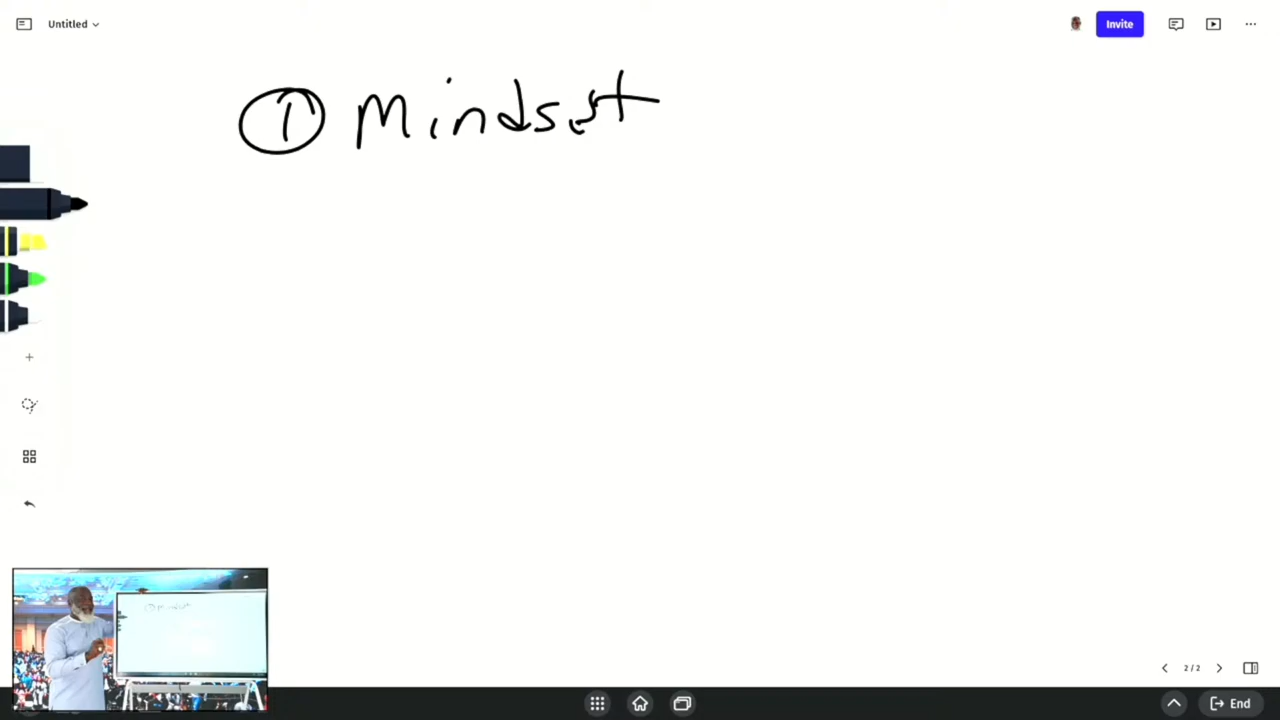 Untitled
Invite
① Mindset
2/2
End